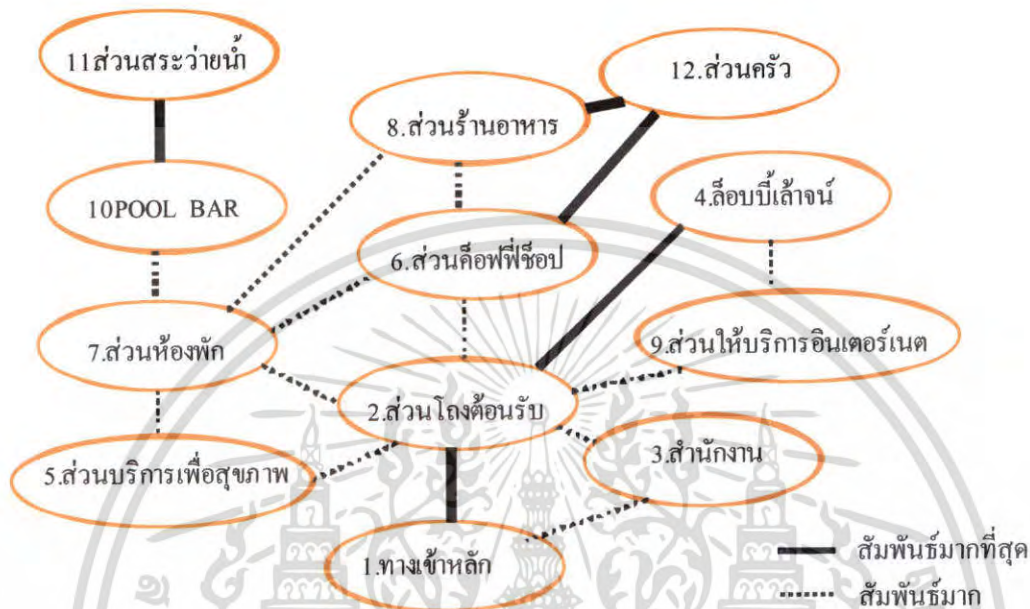 11ส่วนสระว่ายน้ำ
12.ส่วนครัว
8.ส่วนร้านอาหาร
10POOL BAR
4.ล็อบบี้เล้าจน์
6.ส่วนค็อฟฟี่ช็อป
7.ส่วนห้องพัก
9.ส่วนให้บริการอินเตอร์เนต
2.ส่วนโถงต้อนรับ
5.ส่วนบริการเพื่อสุขภาพ
3.สำนักงาน
1.ทางเข้าหลัก
สัมพันธ์มากที่สุด
สัมพันธ์มาก